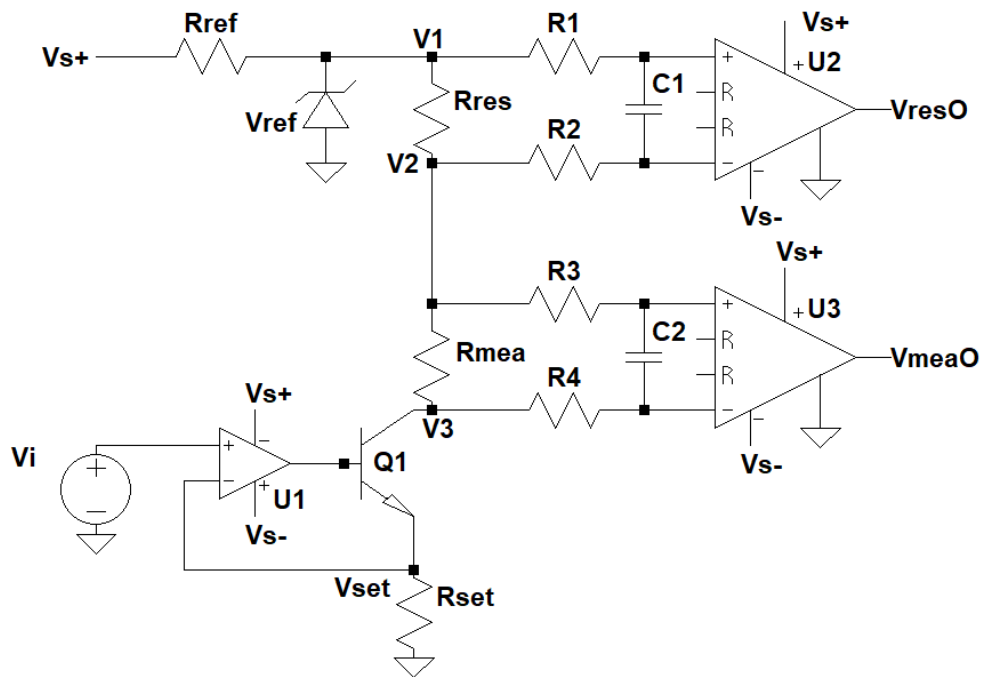 Vs+
Rref
V1
R1
Vs+
+
U2
+
C1
R
R
VresO
Rres
Vref
V2
R2
−
−
Vs-
Vs+
R3
+
U3
+
C2
R
R
VmeaO
Rmea
R4
−
−
Vs-
V3
Vs+
−
Vi
+
+
−
−
+
U1
Q1
Vs-
Vset
Rset